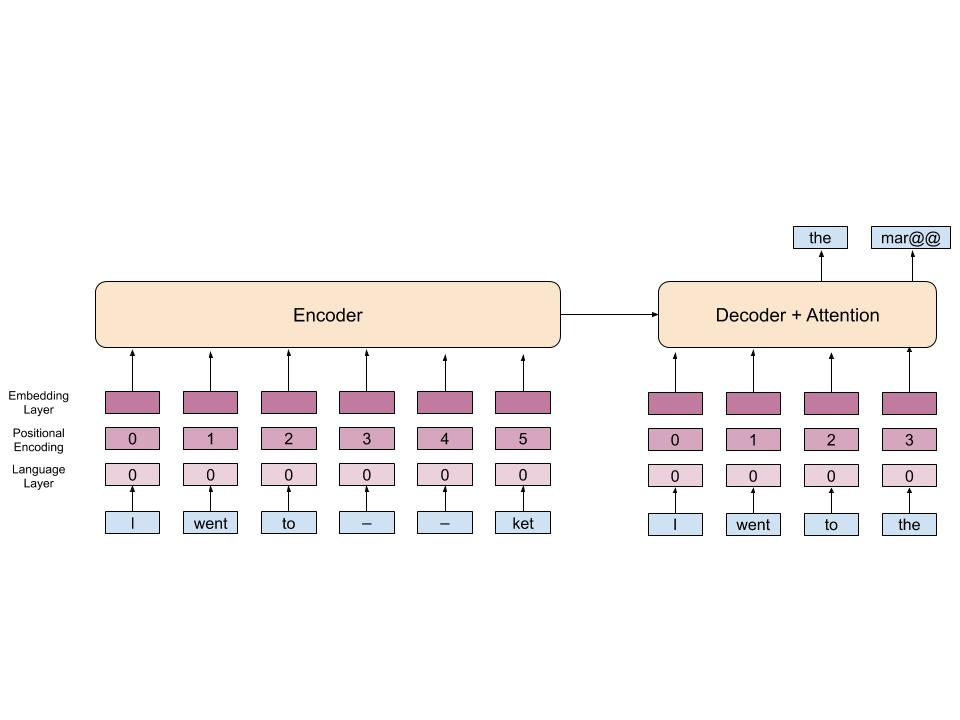 the mar@@
Encoder Decoder + Attention
Embedding
Layer
Positional
Encoding
0 1 2 3 4 5 0 1 2 3
Language
Layer
0 0 0 0 0 0 0 0 0 0
I went to – – ket I went to the